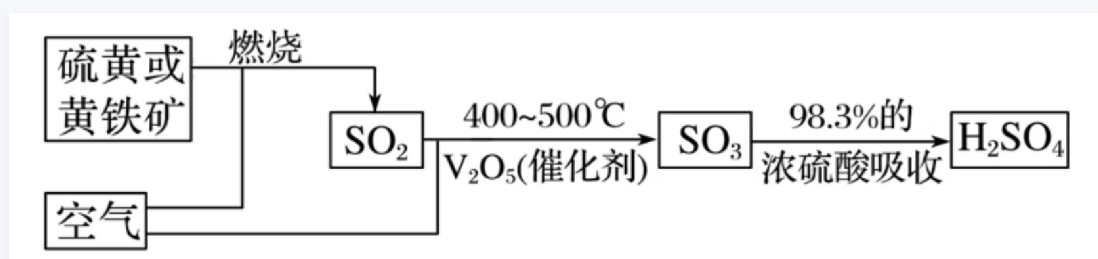 硫黄或
黄铁矿
燃烧
空气
SO₂
400~500℃
V₂O₅(催化剂)
SO₃
98.3%的
浓硫酸吸收
H₂SO₄